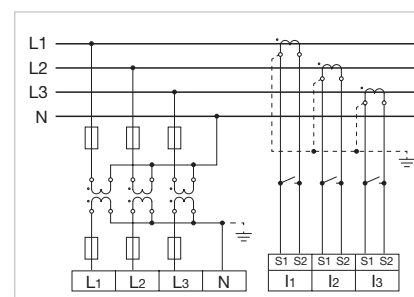 L1
L2
L3
N
S1 S2 S1 S2 S1 S2
L1 L2 L3 N I1 I2 I3